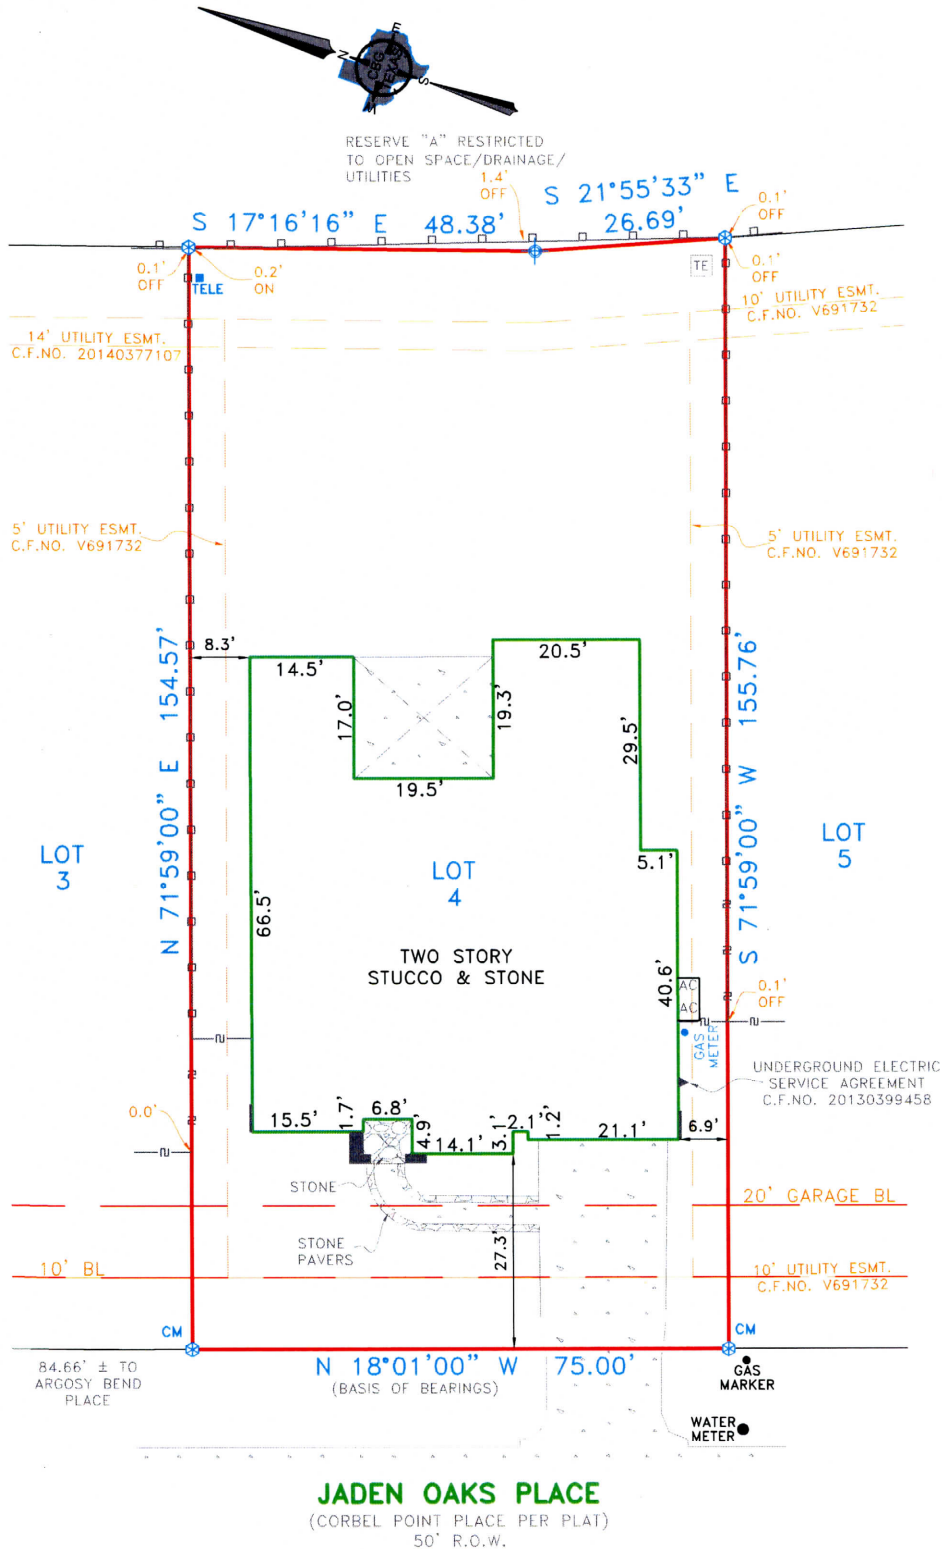 N
E
S
CBG
TEXAS
RESERVE "A" RESTRICTED
TO OPEN SPACE/DRAINAGE/
UTILITIES
1.4'
OFF
S 21°55'33" E
26.69'
S 17°16'16" E 48.38'
0.1'
OFF
0.1'
OFF
0.1'
OFF
0.2'
ON
TELE
TE
10' UTILITY ESMT.
C.F.NO. V691732
14' UTILITY ESMT.
C.F.NO. 20140377107
5' UTILITY ESMT.
C.F.NO. V691732
5' UTILITY ESMT.
C.F.NO. V691732
N 71°59'00" E 154.57'
S 71°59'00" W 155.76'
8.3'
14.5'
17.0'
19.5'
19.3'
20.5'
29.5'
5.1'
66.5'
40.6'
LOT
3
LOT
4
LOT
5
TWO STORY
STUCCO & STONE
AC
AC
GAS
METER
0.1'
OFF
UNDERGROUND ELECTRIC
SERVICE AGREEMENT
C.F.NO. 20130399458
0.0'
15.5'
1.7'
6.8'
4.9'
14.1'
3.1'
2.1'
1.2'
21.1'
6.9'
STONE
STONE
PAVERS
27.3'
20' GARAGE BL
10' BL
10' UTILITY ESMT.
C.F.NO. V691732
CM
CM
N 18°01'00" W 75.00'
(BASIS OF BEARINGS)
84.66' ± TO
ARGOSY BEND
PLACE
GAS
MARKER
WATER
METER
JADEN OAKS PLACE
(CORBEL POINT PLACE PER PLAT)
50' R.O.W.